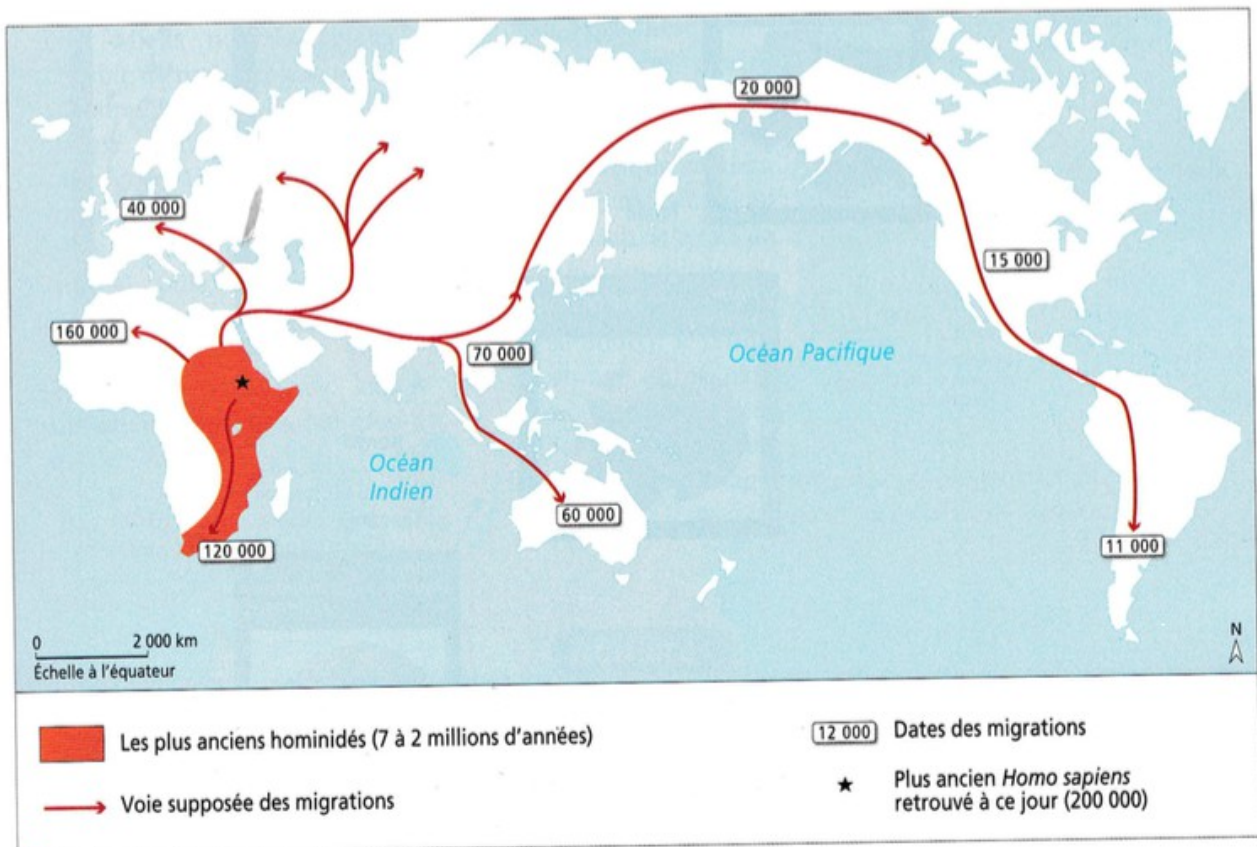 20 000
40 000
15 000
160 000
70 000
Océan Pacifique
Océan
Indien
60 000
120 000
11 000
0 2 000 km
Échelle à l'équateur
N
Les plus anciens hominidés (7 à 2 millions d'années)
Voie supposée des migrations
12 000 Dates des migrations
Plus ancien Homo sapiens
retrouvé à ce jour (200 000)